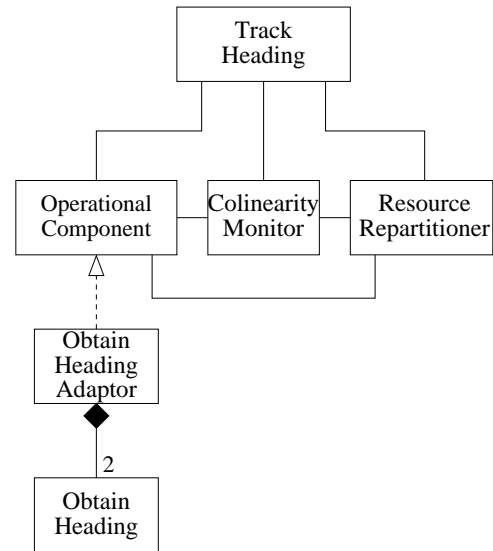 Track
Heading
Operational
Component
Colinearity
Monitor
Resource
Repartitioner
Obtain
Heading
Adaptor
2
Obtain
Heading